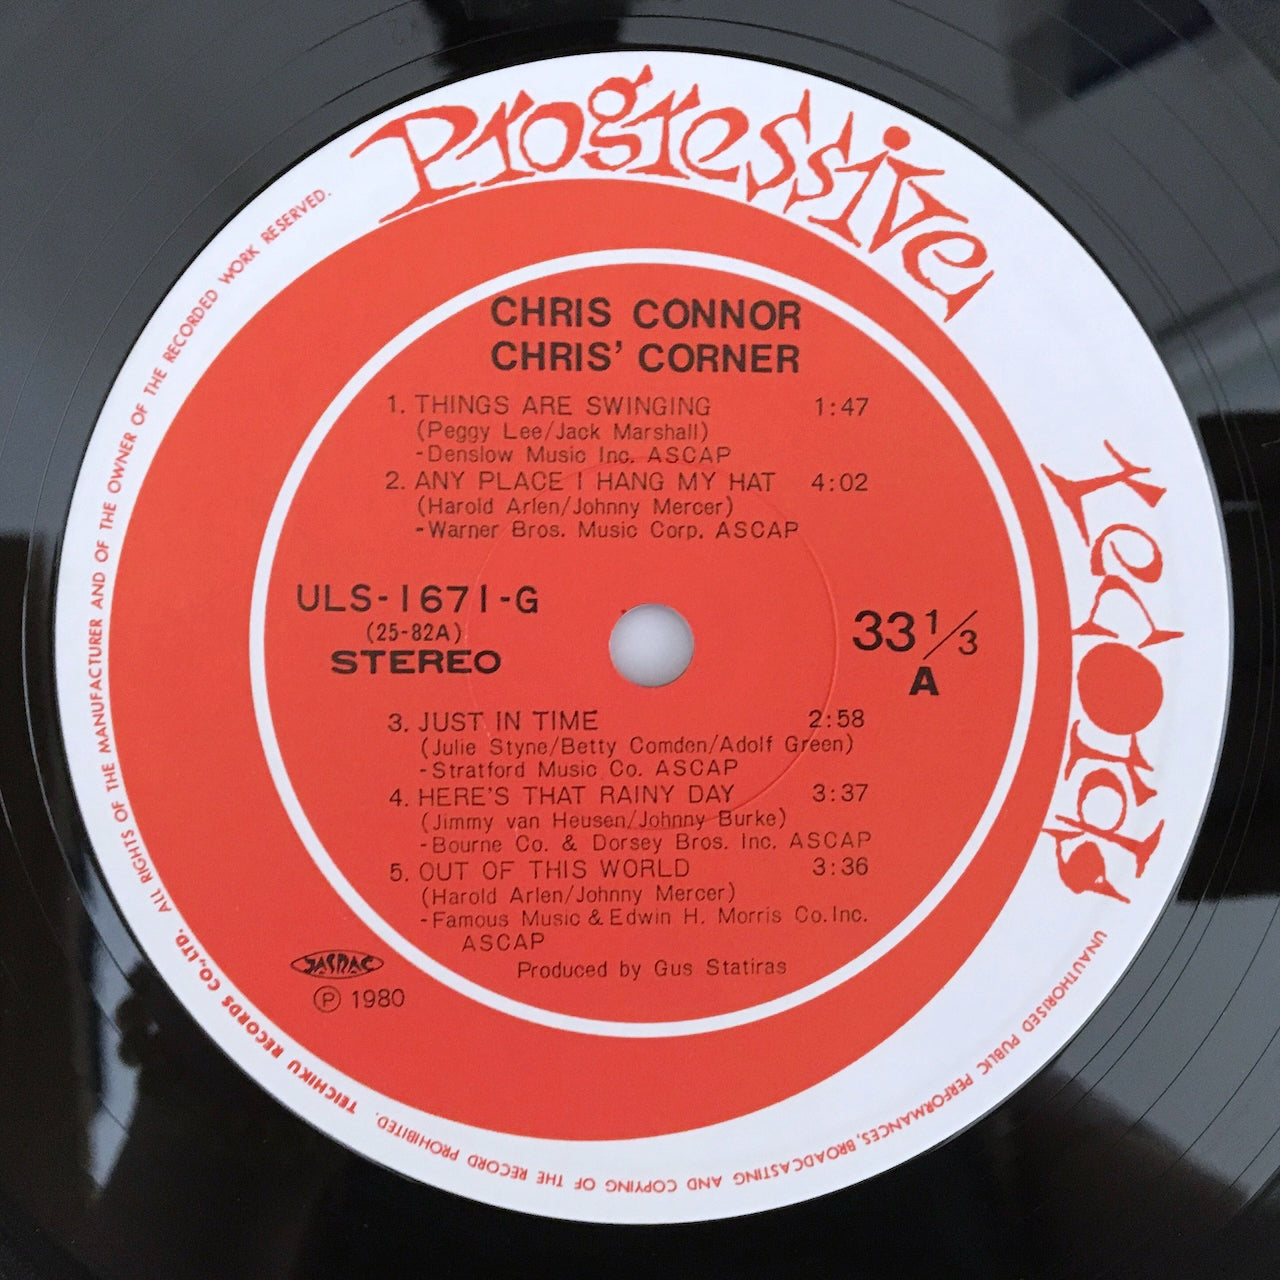 Progressive
records
CHRIS CONNOR
CHRIS' CORNER
1. THINGS ARE SWINGING 1:47
(Peggy Lee/Jack Marshall)
-Denslow Music Inc. ASCAP
2. ANY PLACE I HANG MY HAT 4:02
(Harold Arlen/Johnny Mercer)
-Warner Bros. Music Corp. ASCAP
ULS-1671-G
(25-82A)
STEREO
33 1/3
A
3. JUST IN TIME 2:58
(Julie Styne/Betty Comden/Adolf Green)
-Stratford Music Co. ASCAP
4. HERE'S THAT RAINY DAY 3:37
(Jimmy van Heusen/Johnny Burke)
-Bourne Co. & Dorsey Bros. Inc. ASCAP
5. OUT OF THIS WORLD 3:36
(Harold Arlen/Johnny Mercer)
-Famous Music & Edwin H. Morris Co. Inc.
ASCAP
Produced by Gus Statiras
JASRAC
Ⓟ 1980
TEICHIKU RECORDS CO., LTD. ALL RIGHTS OF THE MANUFACTURER AND OF THE OWNER OF THE RECORDED WORK RESERVED.
UNAUTHORISED PUBLIC PERFORMANCES, BROADCASTING AND COPYING OF THE RECORD PROHIBITED.